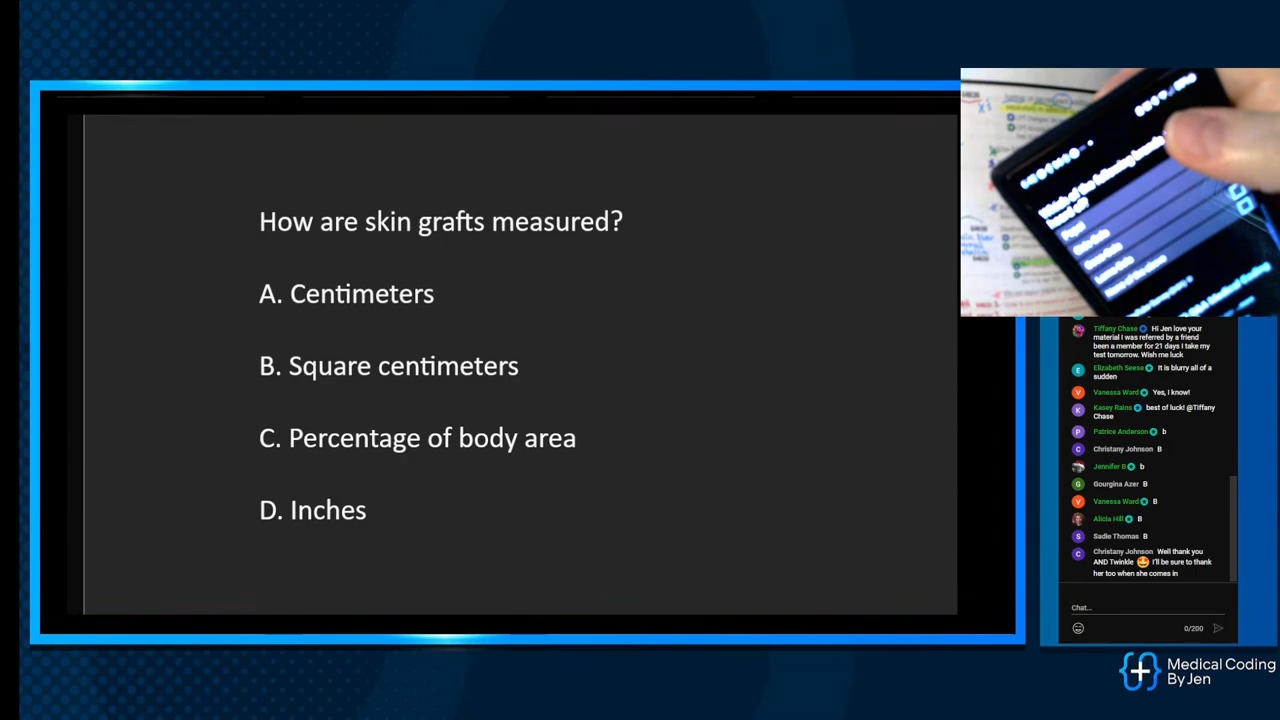 How are skin grafts measured?
A. Centimeters
B. Square centimeters
C. Percentage of body area
D. Inches
Which of the following
Tiffany Chase Hi Jen love your
material I was referred by a friend
been a member for 21 days I take my
test tomorrow. Wish me luck
E Elizabeth Seese It is blurry all of a
sudden
V Vanessa Ward Yes, I know!
K Kasey Rains best of luck! @Tiffany
Chase
P Patrice Anderson b
C Christany Johnson B
Jennifer B b
G Gourgina Azer B
V Vanessa Ward B
Alicia Hill B
S Sadie Thomas B
C Christany Johnson Well thank you
AND Twinkle 🤩 I'll be sure to thank
her too when she comes in
Chat...
0/200
Medical Coding
By Jen